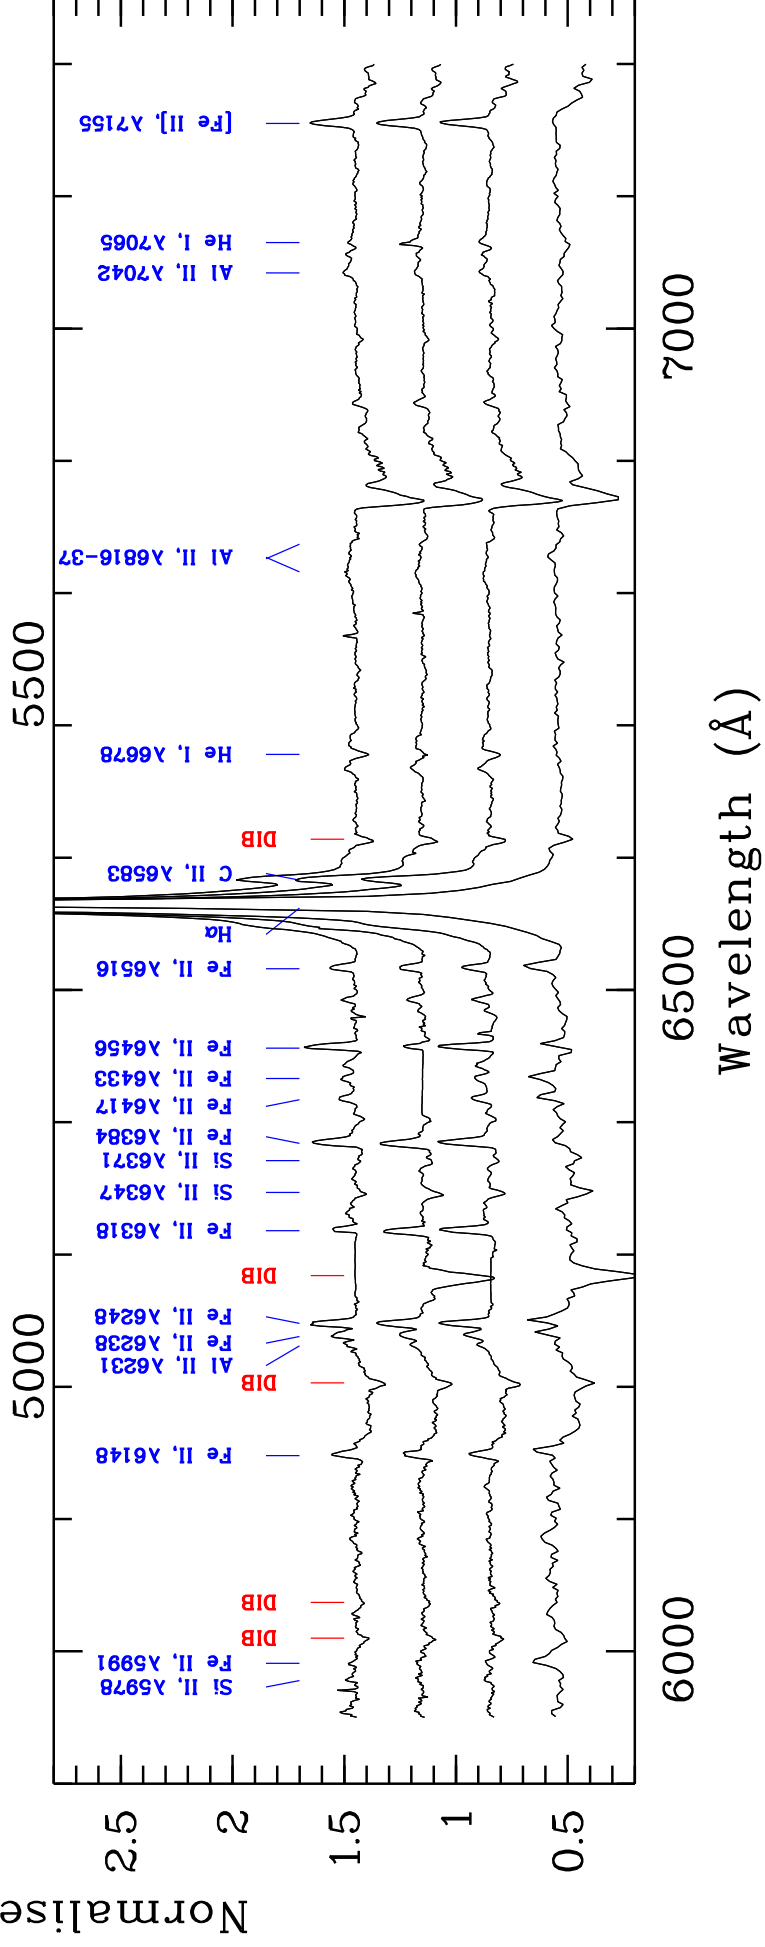 5000
5500
Si II, λ5978
Fe II, λ5991
DIB
DIB
Fe II, λ6148
DIB
Al II, λ6231
Fe II, λ6238
Fe II, λ6248
DIB
Fe II, λ6318
Si II, λ6347
Si II, λ6371
Fe II, λ6384
Fe II, λ6417
Fe II, λ6433
Fe II, λ6456
Fe II, λ6516
Hα
C II, λ6583
DIB
He I, λ6678
Al II, λ6816-37
Al II, λ7042
He I, λ7065
[Fe II], λ7155
2.5
2
1.5
1
0.5
Normalise
6000
6500
7000
Wavelength (Å)